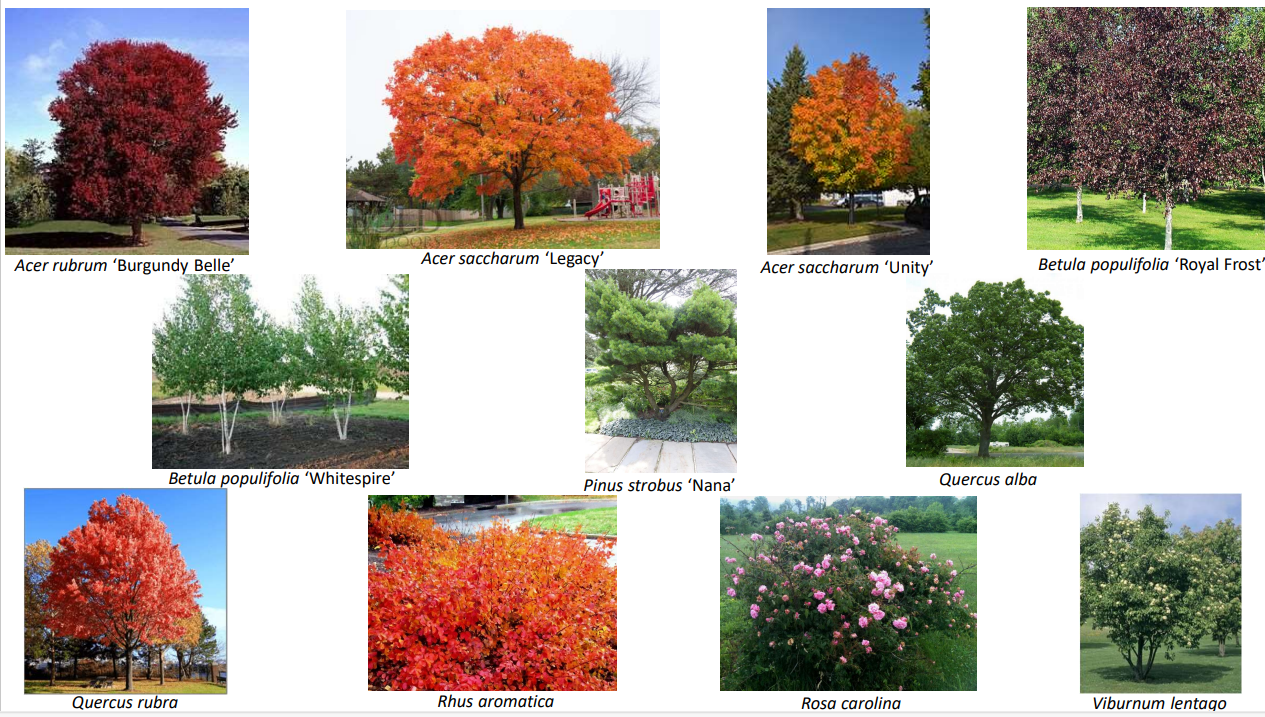 Acer rubrum ‘Burgundy Belle’
Acer saccharum ‘Legacy’
Acer saccharum ‘Unity’
Betula populifolia ‘Royal Frost’
Betula populifolia ‘Whitespire’
Pinus strobus ‘Nana’
Quercus alba
Quercus rubra
Rhus aromatica
Rosa carolina
Viburnum lentago